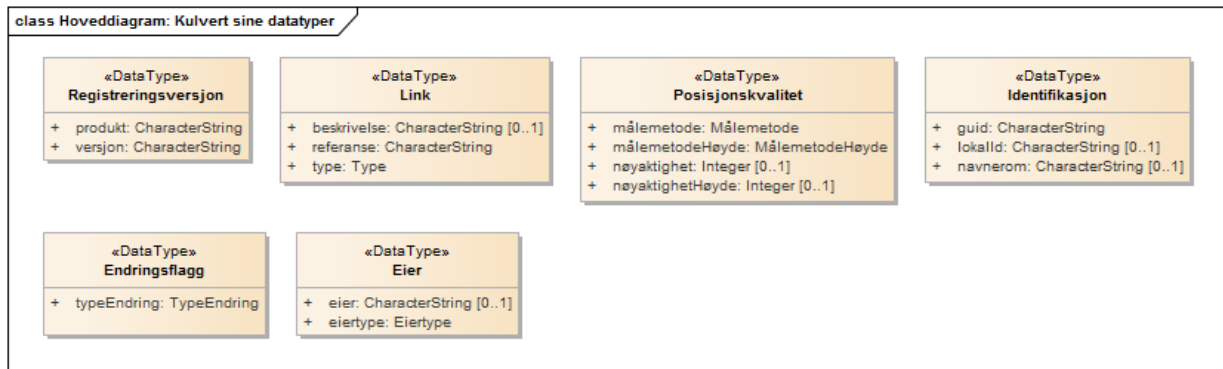 class Hoveddiagram: Kulvert sine datatyper
«DataType»
Registreringsversjon
+ produkt: CharacterString
+ versjon: CharacterString
«DataType»
Link
+ beskrivelse: CharacterString [0..1]
+ referanse: CharacterString
+ type: Type
«DataType»
Posisjonskvalitet
+ målemetode: Målemetode
+ målemetodeHøyde: MålemetodeHøyde
+ nøyaktighet: Integer [0..1]
+ nøyaktighetHøyde: Integer [0..1]
«DataType»
Identifikasjon
+ guid: CharacterString
+ lokalId: CharacterString [0..1]
+ navnerom: CharacterString [0..1]
«DataType»
Endringsflagg
+ typeEndring: TypeEndring
«DataType»
Eier
+ eier: CharacterString [0..1]
+ eiertype: Eiertype